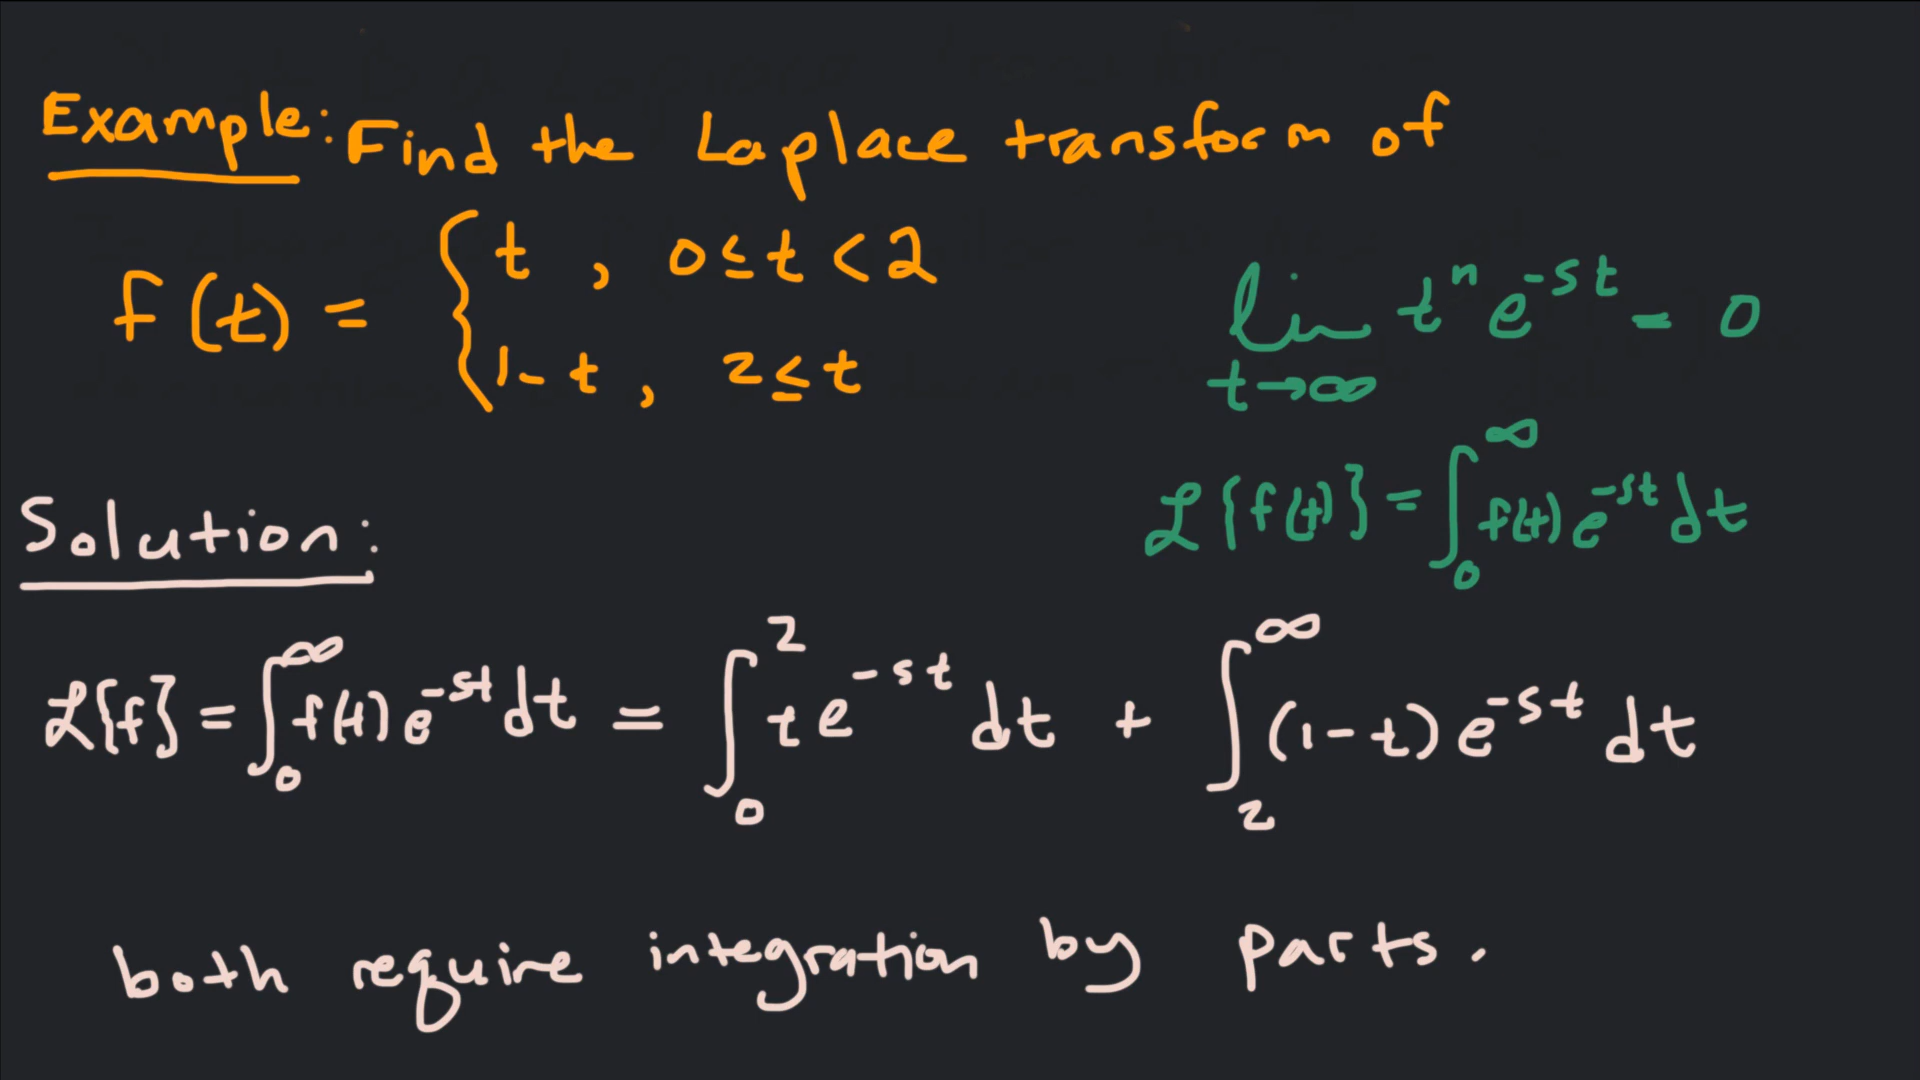 Example: Find the Laplace transform of
f(t) = { t , 0 ≤ t < 2
1-t , 2 ≤ t
lim t^n e^{-st} = 0
t→∞
ℒ{f(t)} = ∫_0^∞ f(t) e^{-st} dt
Solution:
ℒ{f} = ∫_0^∞ f(t) e^{-st} dt = ∫_0^2 t e^{-st} dt + ∫_2^∞ (1-t) e^{-st} dt
both require integration by parts.